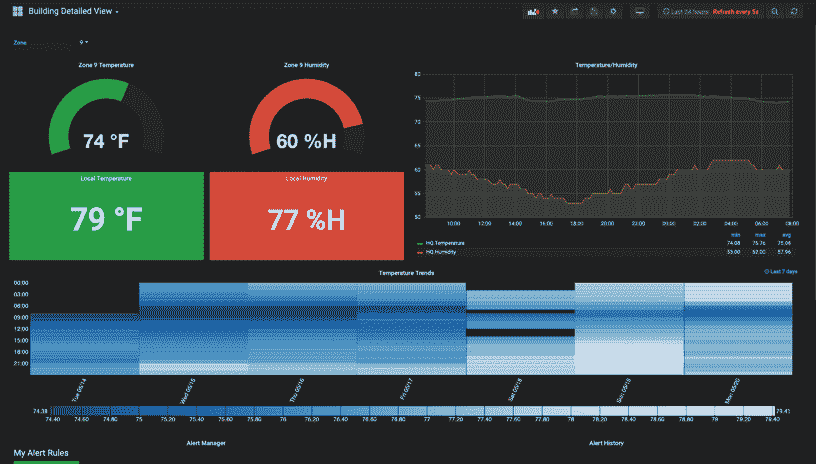 Building Detailed View
Last 24 hours Refresh every 5s
Zone 9
Zone 9 Temperature
74 °F
Zone 9 Humidity
60 %H
Local Temperature
79 °F
Local Humidity
77 %H
Temperature/Humidity
80
75
70
65
60
55
50
10:00 12:00 14:00 16:00 18:00 20:00 22:00 00:00 02:00 04:00 06:00 08:00
min max avg
HQ Temperature 74.08 75.76 75.06
HQ Humidity 53.00 62.00 57.96
Temperature Trends
Last 7 days
00:00
03:00
06:00
09:00
12:00
15:00
18:00
21:00
Tue 05/14 Wed 05/15 Thu 05/16 Fri 05/17 Sat 05/18 Sun 05/19 Mon 05/20
74.38 79.41
74.40 74.60 74.80 75 75.20 75.40 75.60 75.80 76 76.20 76.40 76.60 76.80 77 77.20 77.40 77.60 77.80 78 78.20 78.40 78.60 78.80 79 79.20 79.40
Alert Manager
Alert History
My Alert Rules